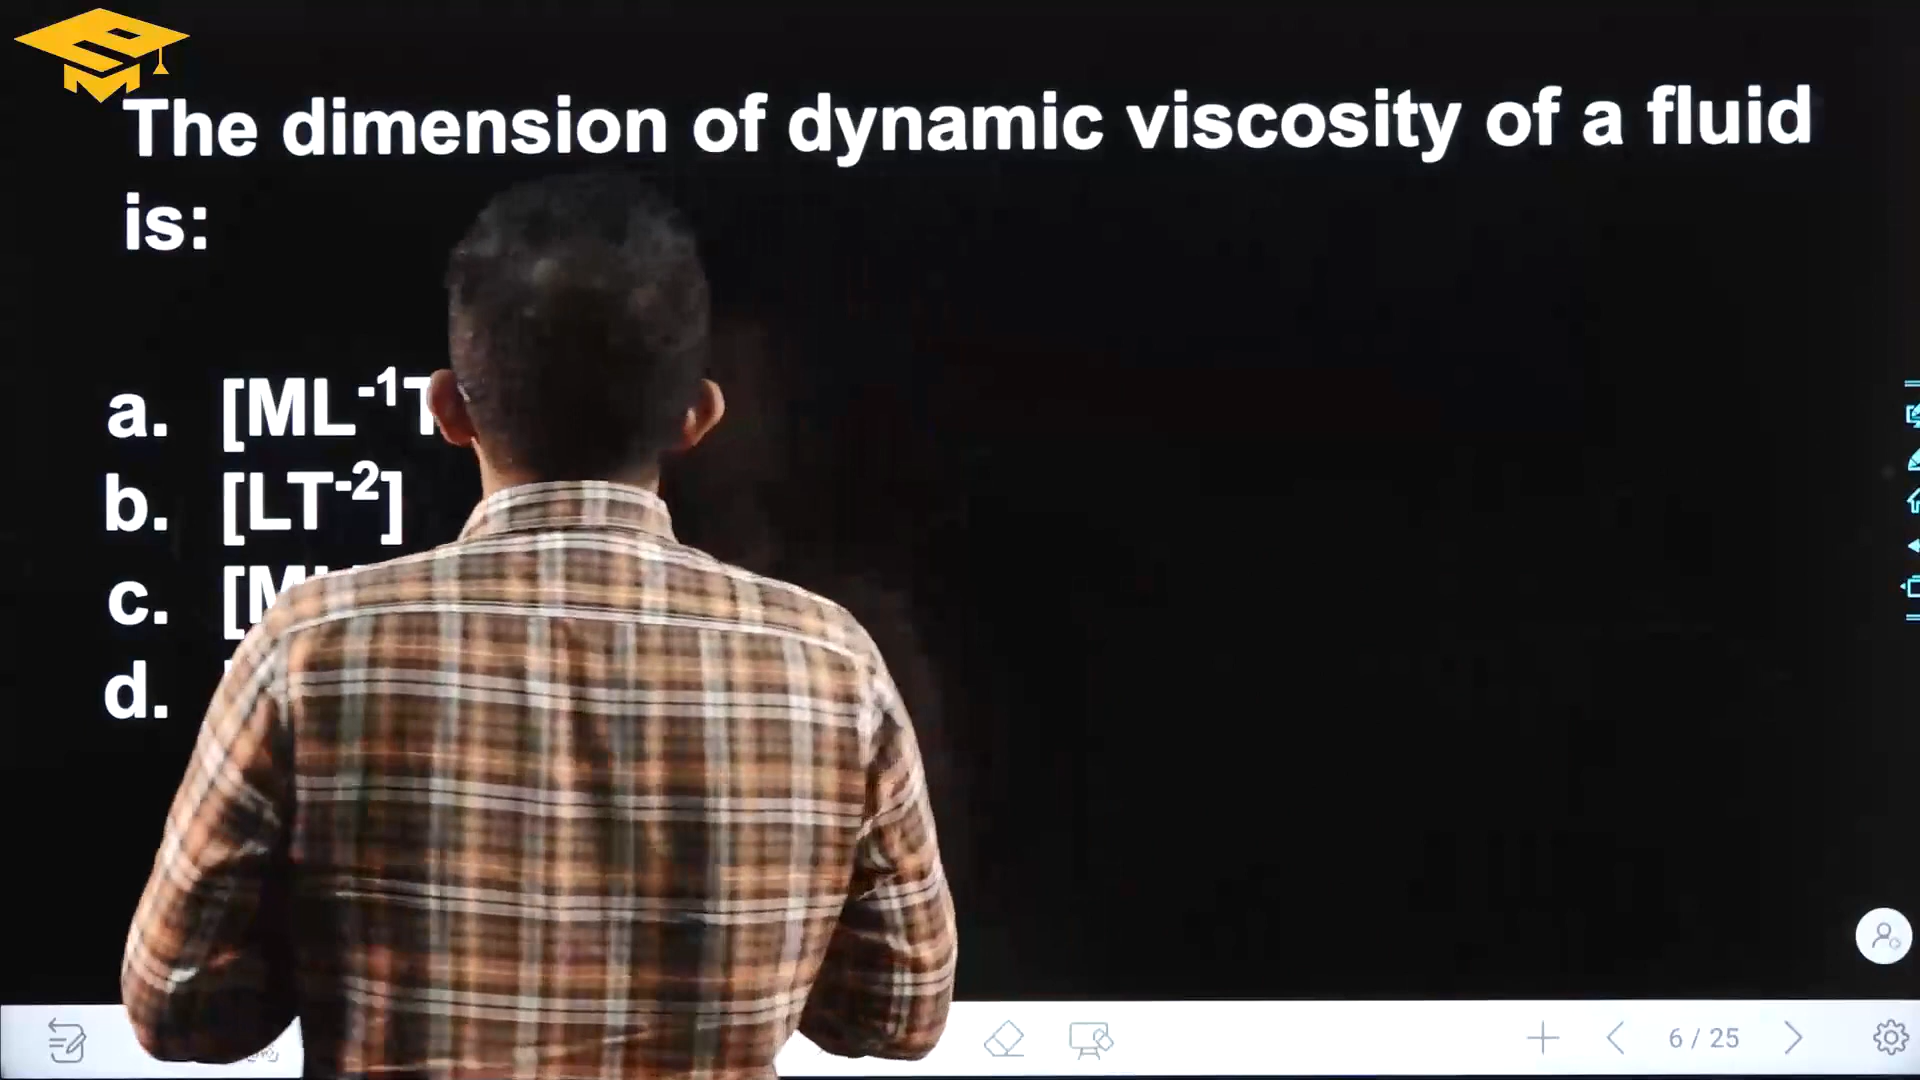 The dimension of dynamic viscosity of a fluid
is:
a. [ML⁻¹T
b. [LT⁻²]
c. [M
d.
6 / 25